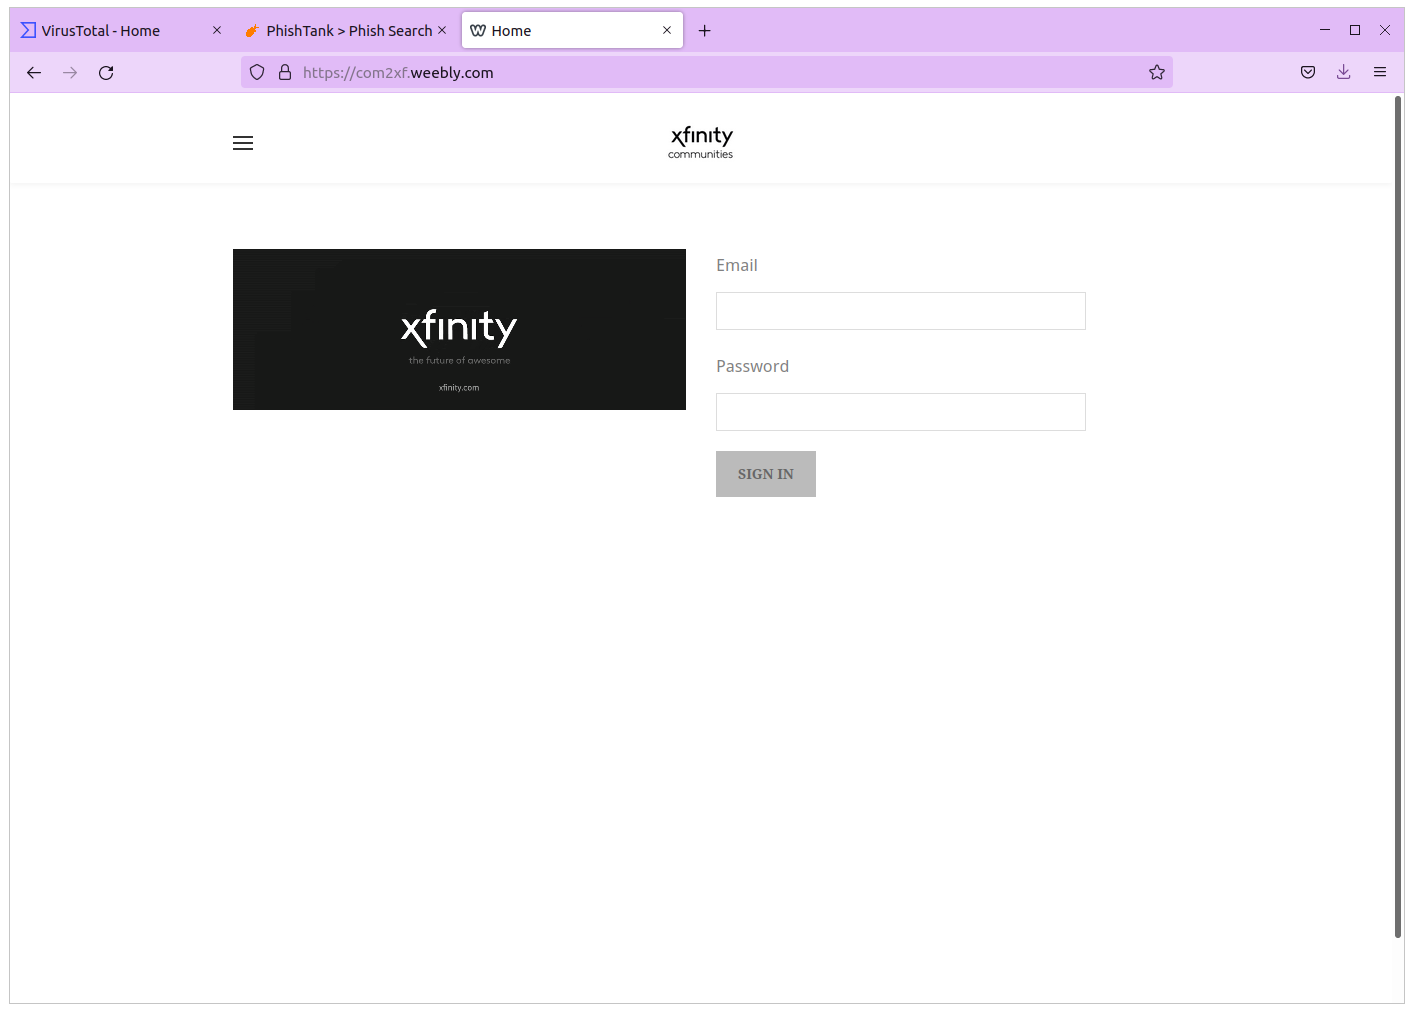 VirusTotal - Home
PhishTank > Phish Search
Home
https://com2xf.weebly.com
xfinity
communities
xfinity
the future of awesome
xfinity.com
Email
Password
SIGN IN